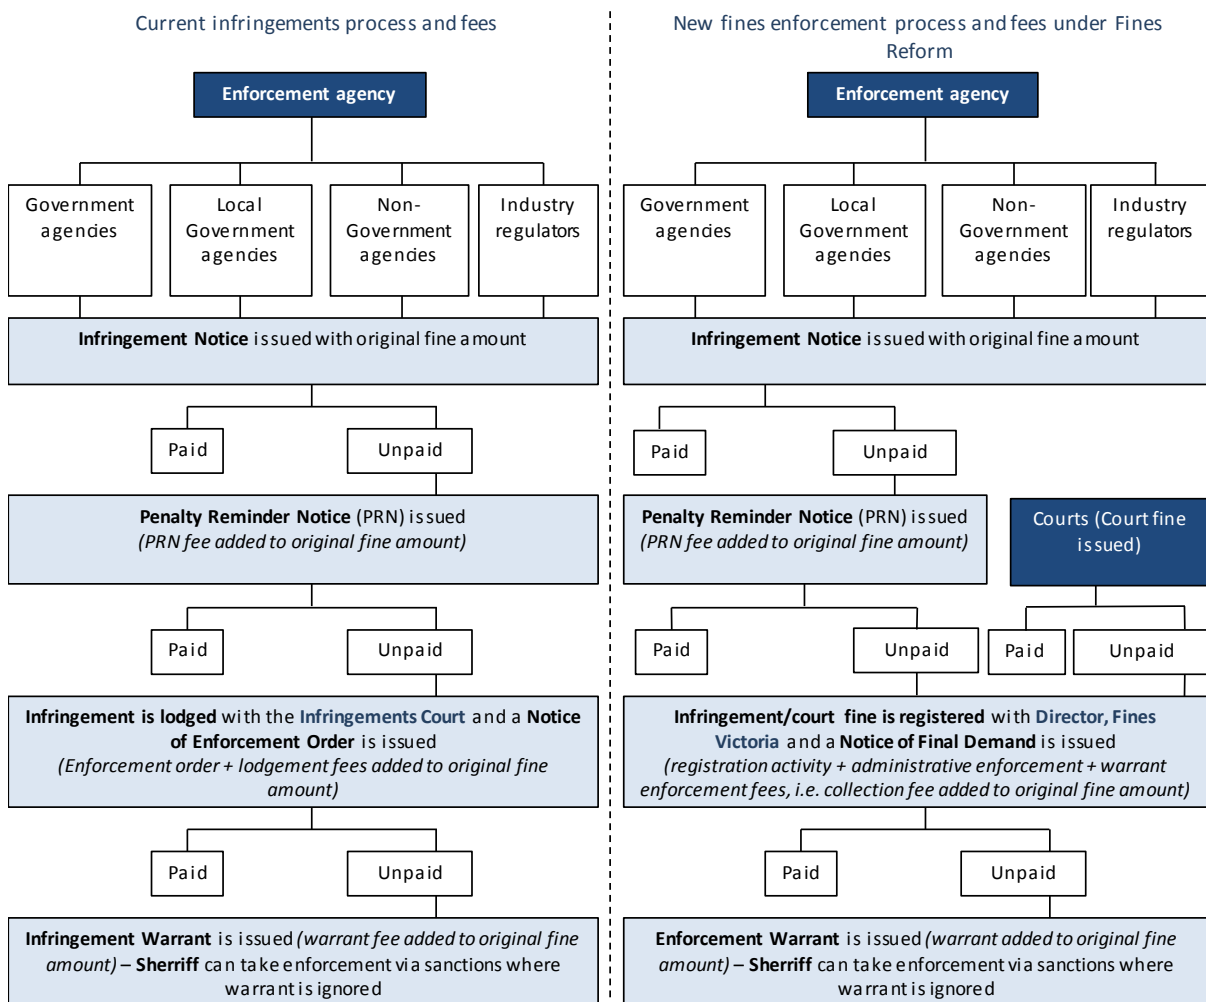 Current infringements process and fees
Enforcement agency
Government
agencies
Local
Government
agencies
Non-
Government
agencies
Industry
regulators
Infringement Notice is issued with original fine amount
Paid
Unpaid
Penalty Reminder Notice (PRN) issued
(PRN fee added to original fine amount)
Paid
Unpaid
Infringement is lodged with the Infringements Court and a Notice
of Enforcement Order is issued
(Enforcement order + lodgement fees added to original fine
amount)
Paid
Unpaid
Infringement Warrant is issued (warrant fee added to original fine
amount) – Sherriff can take enforcement via sanctions where
warrant is ignored
New fines enforcement process and fees under Fines
Reform
Enforcement agency
Government
agencies
Local
Government
agencies
Non-
Government
agencies
Industry
regulators
Infringement Notice is issued with original fine amount
Paid
Unpaid
Penalty Reminder Notice (PRN) issued
(PRN fee added to original fine amount)
Courts (Court fine
issued)
Paid
Unpaid
Paid
Unpaid
Infringement/court fine is registered with Director, Fines
Victoria and a Notice of Final Demand is issued
(registration activity + administrative enforcement + warrant
enforcement fees, i.e. collection fee added to original fine amount)
Paid
Unpaid
Enforcement Warrant is issued (warrant added to original fine
amount) – Sherriff can take enforcement via sanctions where
warrant is ignored